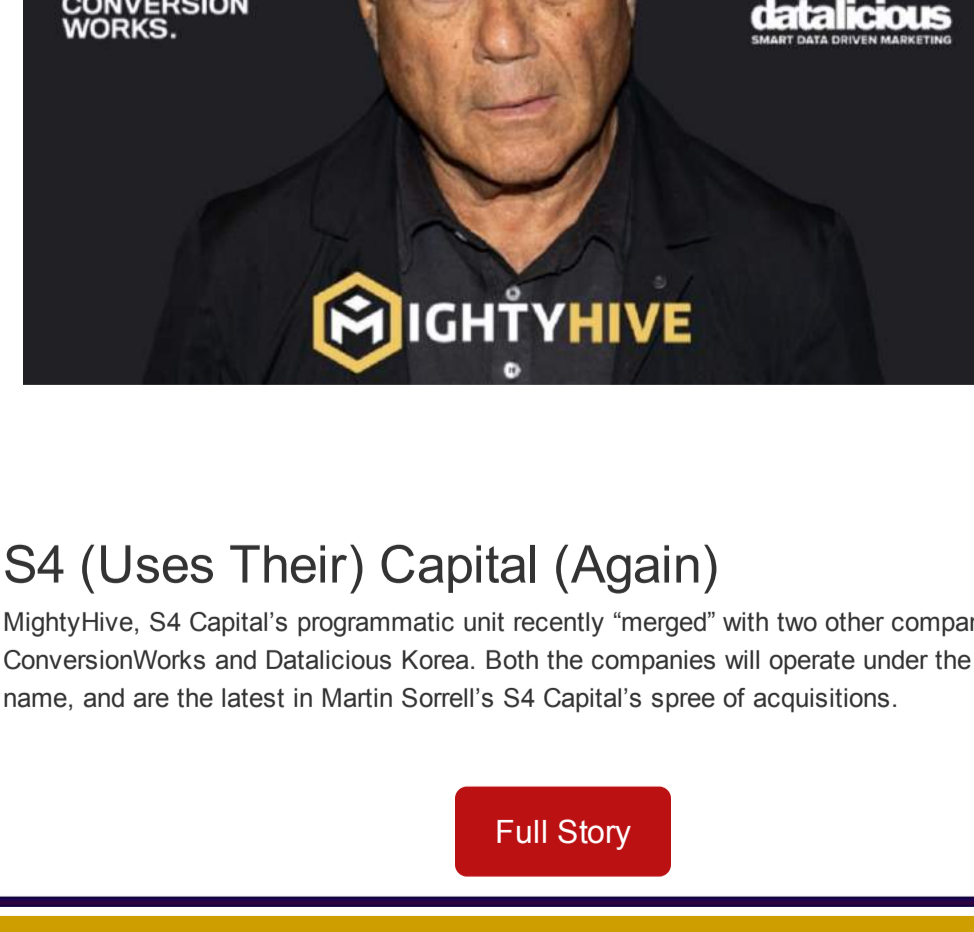 CONVERSION
WORKS.
datalicious
SMART DATA DRIVEN MARKETING
MIGHTYHIVE
S4 (Uses Their) Capital (Again)
MightyHive, S4 Capital’s programmatic unit recently “merged” with two other
ConversionWorks and Datalicious Korea. Both the companies will operate under the
name, and are the latest in Martin Sorrell’s S4 Capital’s spree of acquisitions.
Full Story